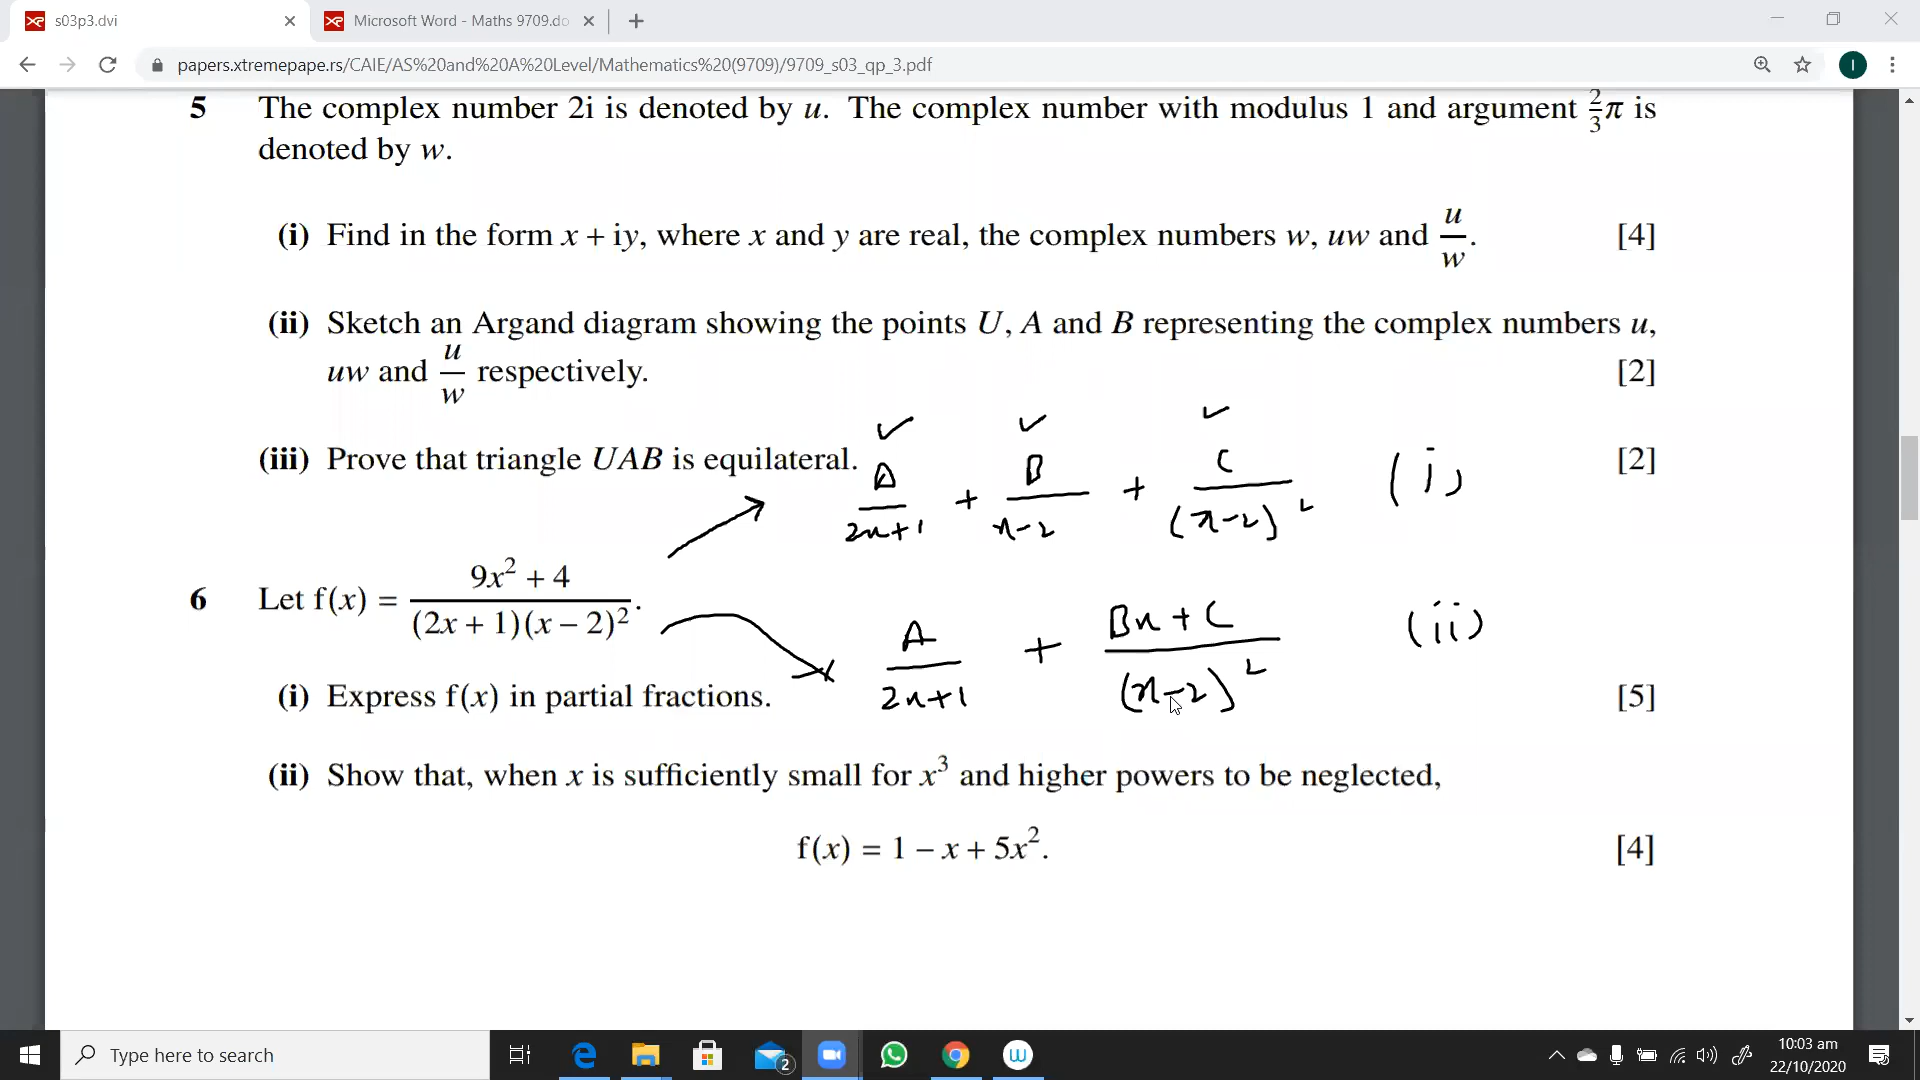 s03p3.dvi
Microsoft Word - Maths 9709.do
papers.xtremepape.rs/CAIE/AS%20and%20A%20Level/Mathematics%20(9709)/9709_s03_qp_3.pdf
I
5 The complex number 2i is denoted by u. The complex number with modulus 1 and argument 2/3 π is
denoted by w.
(i) Find in the form x + iy, where x and y are real, the complex numbers w, uw and u/w. [4]
(ii) Sketch an Argand diagram showing the points U, A and B representing the complex numbers u,
uw and u/w respectively. [2]
✓ ✓ ✓
(iii) Prove that triangle UAB is equilateral. [2]
A/(2x+1) + B/(x-2) + C/(x-2)² (i)
6 Let f(x) = (9x² + 4)/((2x + 1)(x − 2)²).
A/(2x+1) + (Bx+C)/(x-2)² (ii)
(i) Express f(x) in partial fractions. [5]
(ii) Show that, when x is sufficiently small for x³ and higher powers to be neglected,
f(x) = 1 − x + 5x². [4]
Type here to search
2
10:03 am
22/10/2020